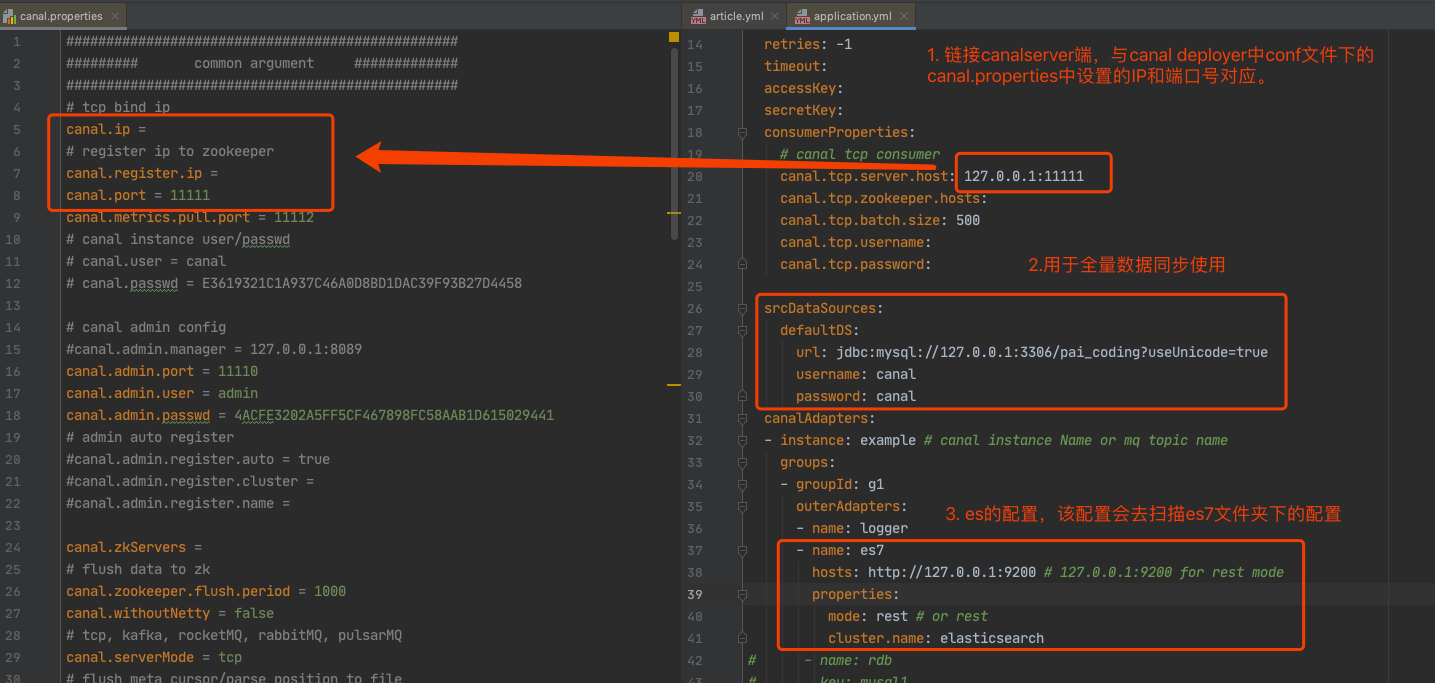 canal.properties
1 ################################################
2 ######### common argument #############
3 ################################################
4 # tcp bind ip
5 canal.ip =
6 # register ip to zookeeper
7 canal.register.ip =
8 canal.port = 11111
9 canal.metrics.pull.port = 11112
10 # canal instance user/passwd
11 # canal.user = canal
12 # canal.passwd = E3619321C1A937C46A0D8BD1DAC39F93B27D4458
13
14 # canal admin config
15 #canal.admin.manager = 127.0.0.1:8089
16 canal.admin.port = 11110
17 canal.admin.user = admin
18 canal.admin.passwd = 4ACFE3202A5FF5CF467898FC58AAB1D615029441
19 # admin auto register
20 #canal.admin.register.auto = true
21 #canal.admin.register.cluster =
22 #canal.admin.register.name =
23
24 canal.zkServers =
25 # flush data to zk
26 canal.zookeeper.flush.period = 1000
27 canal.withoutNetty = false
28 # tcp, kafka, rocketMQ, rabbitMQ, pulsarMQ
29 canal.serverMode = tcp
30 # flush meta cursor/parse position to file
article.yml
application.yml
14 retries: -1
15 timeout:
16 accessKey:
17 secretKey:
18 consumerProperties:
19 # canal tcp consumer
20 canal.tcp.server.host: 127.0.0.1:11111
21 canal.tcp.zookeeper.hosts:
22 canal.tcp.batch.size: 500
23 canal.tcp.username:
24 canal.tcp.password:
25
26 srcDataSources:
27 defaultDS:
28 url: jdbc:mysql://127.0.0.1:3306/pai_coding?useUnicode=true
29 username: canal
30 password: canal
31 canalAdapters:
32 - instance: example # canal instance Name or mq topic name
33 groups:
34 - groupId: g1
35 outerAdapters:
36 - name: logger
37 - name: es7
38 hosts: http://127.0.0.1:9200 # 127.0.0.1:9200 for rest mode
39 properties:
40 mode: rest # or rest
41 cluster.name: elasticsearch
42 # - name: rdb
43 # key: mysql1
1. 链接canalserver端，与canal deployer中conf文件下的
canal.properties中设置的IP和端口号对应。
2.用于全量数据同步使用
3. es的配置，该配置会去扫描es7文件夹下的配置